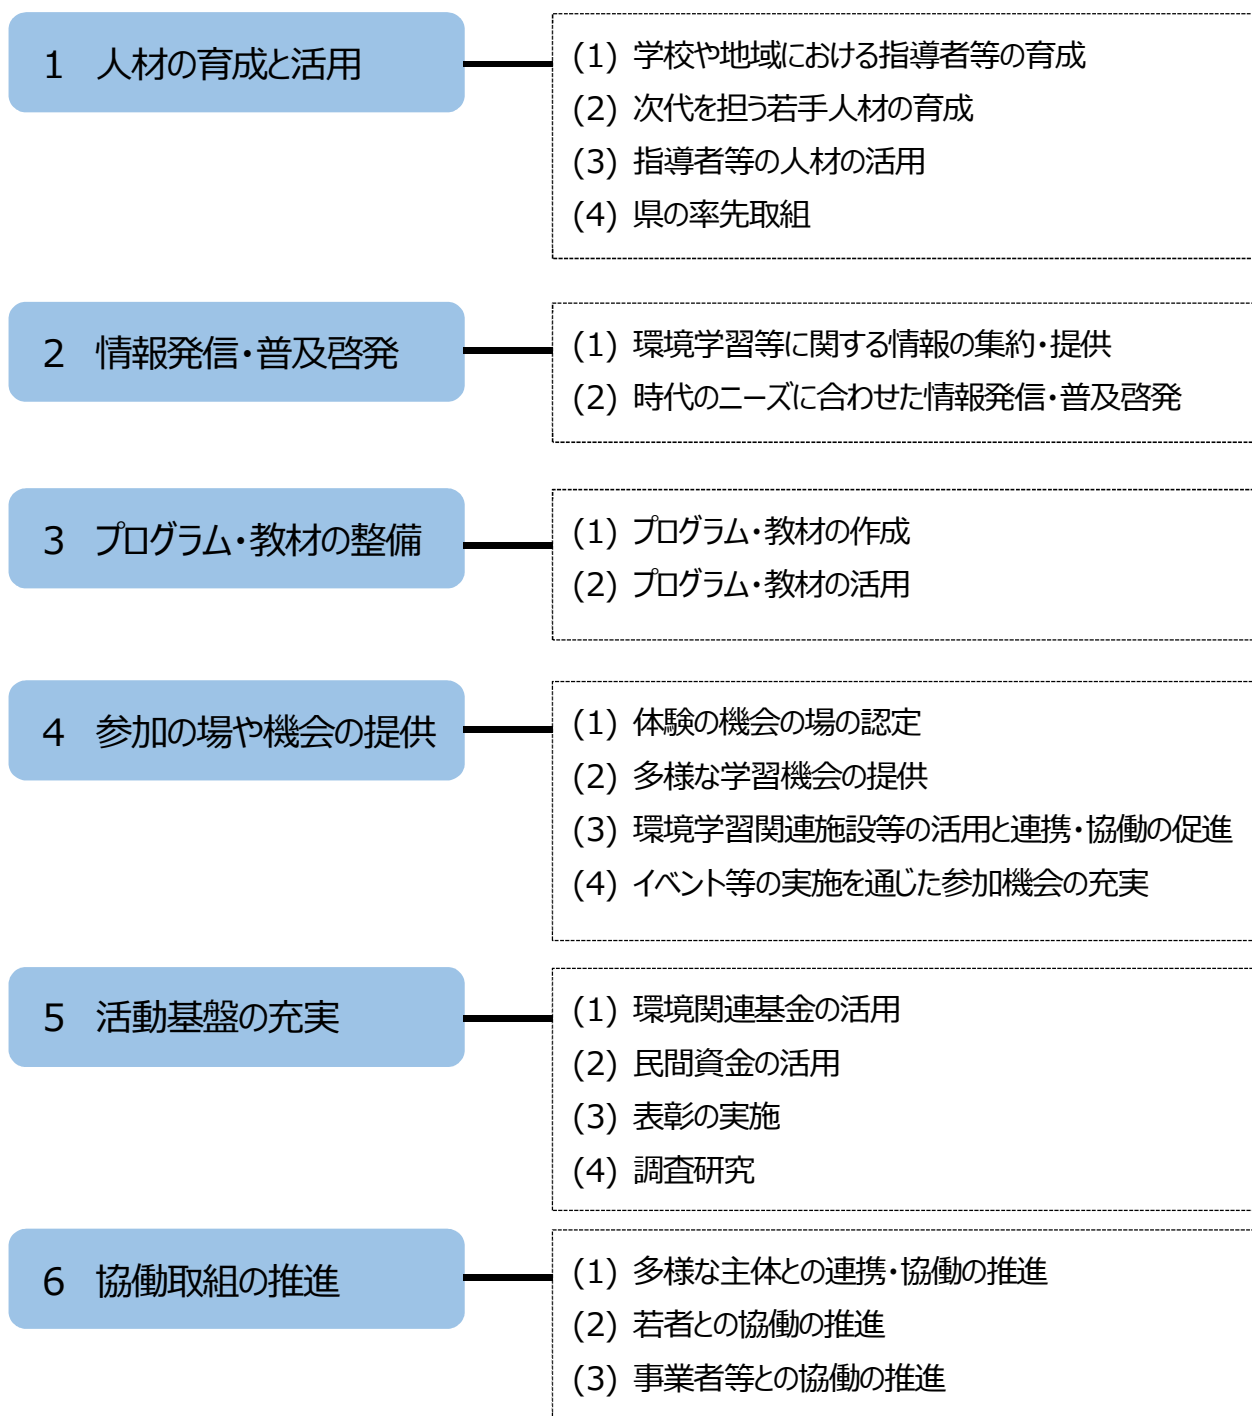 1 人材の育成と活用
(1) 学校や地域における指導者等の育成
(2) 次代を担う若手人材の育成
(3) 指導者等の人材の活用
(4) 県の率先取組
2 情報発信・普及啓発
(1) 環境学習等に関する情報の集約・提供
(2) 時代のニーズに合わせた情報発信・普及啓発
3 プログラム・教材の整備
(1) プログラム・教材の作成
(2) プログラム・教材の活用
4 参加の場や機会の提供
(1) 体験の機会の場の認定
(2) 多様な学習機会の提供
(3) 環境学習関連施設等の活用と連携・協働の促進
(4) イベント等の実施を通じた参加機会の充実
5 活動基盤の充実
(1) 環境関連基金の活用
(2) 民間資金の活用
(3) 表彰の実施
(4) 調査研究
6 協働取組の推進
(1) 多様な主体との連携・協働の推進
(2) 若者との協働の推進
(3) 事業者等との協働の推進